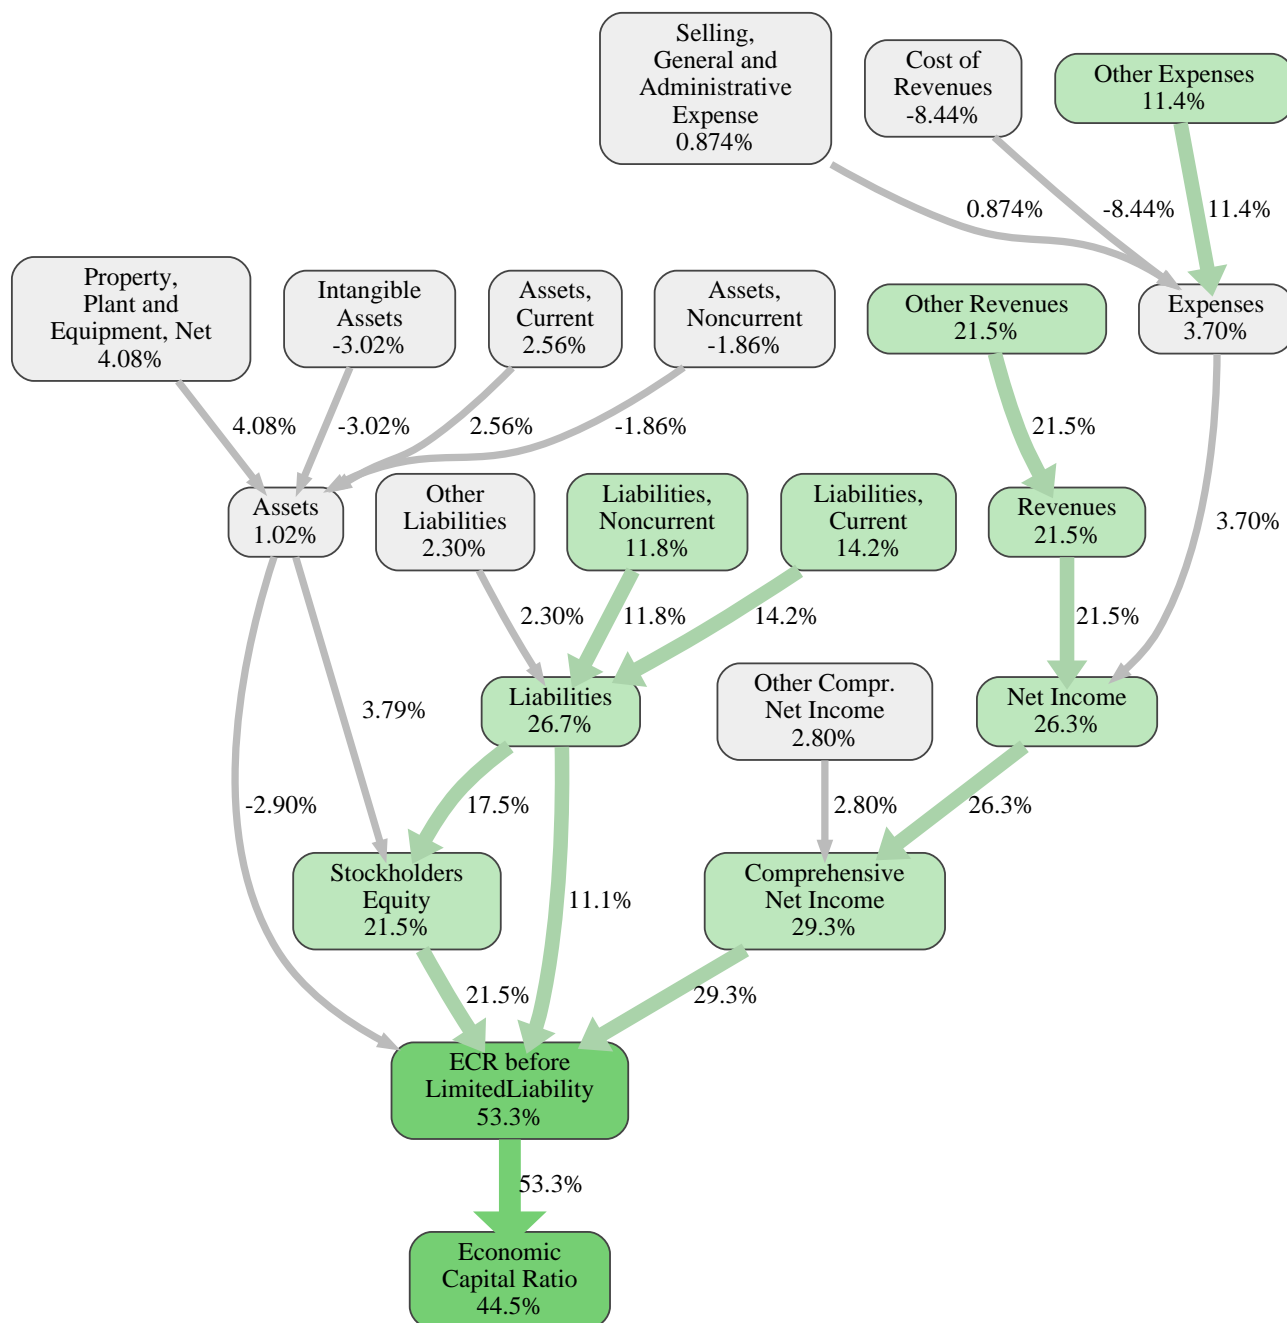 Selling,
General and
Administrative
Expense
0.874%
Cost of
Revenues
-8.44%
Other Expenses
11.4%
0.874%
-8.44%
11.4%
Property,
Plant and
Equipment, Net
4.08%
Intangible
Assets
-3.02%
Assets,
Current
2.56%
Assets,
Noncurrent
-1.86%
Other Revenues
21.5%
Expenses
3.70%
4.08%
-3.02%
2.56%
-1.86%
21.5%
3.70%
Assets
1.02%
Other
Liabilities
2.30%
Liabilities,
Noncurrent
11.8%
Liabilities,
Current
14.2%
Revenues
21.5%
2.30%
11.8%
14.2%
21.5%
3.79%
Liabilities
26.7%
Other Compr.
Net Income
2.80%
Net Income
26.3%
-2.90%
17.5%
11.1%
2.80%
26.3%
Stockholders
Equity
21.5%
Comprehensive
Net Income
29.3%
21.5%
29.3%
ECR before
LimitedLiability
53.3%
53.3%
Economic
Capital Ratio
44.5%